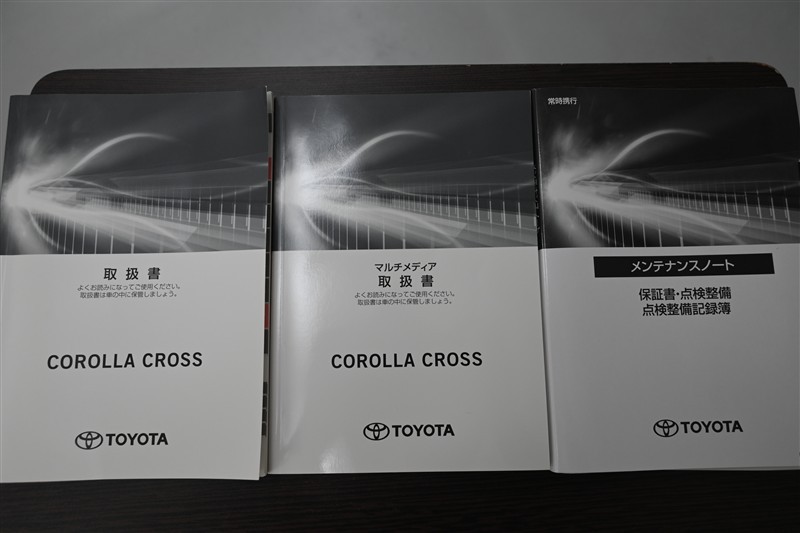 取扱書
よくお読みになってご使用ください。
取扱書は車の中に保管しましょう。
COROLLA CROSS
TOYOTA
マルチメディア
取扱書
よくお読みになってご使用ください。
取扱書は車の中に保管しましょう。
COROLLA CROSS
TOYOTA
常時携行
メンテナンスノート
保証書・点検整備
点検整備記録簿
TOYOTA